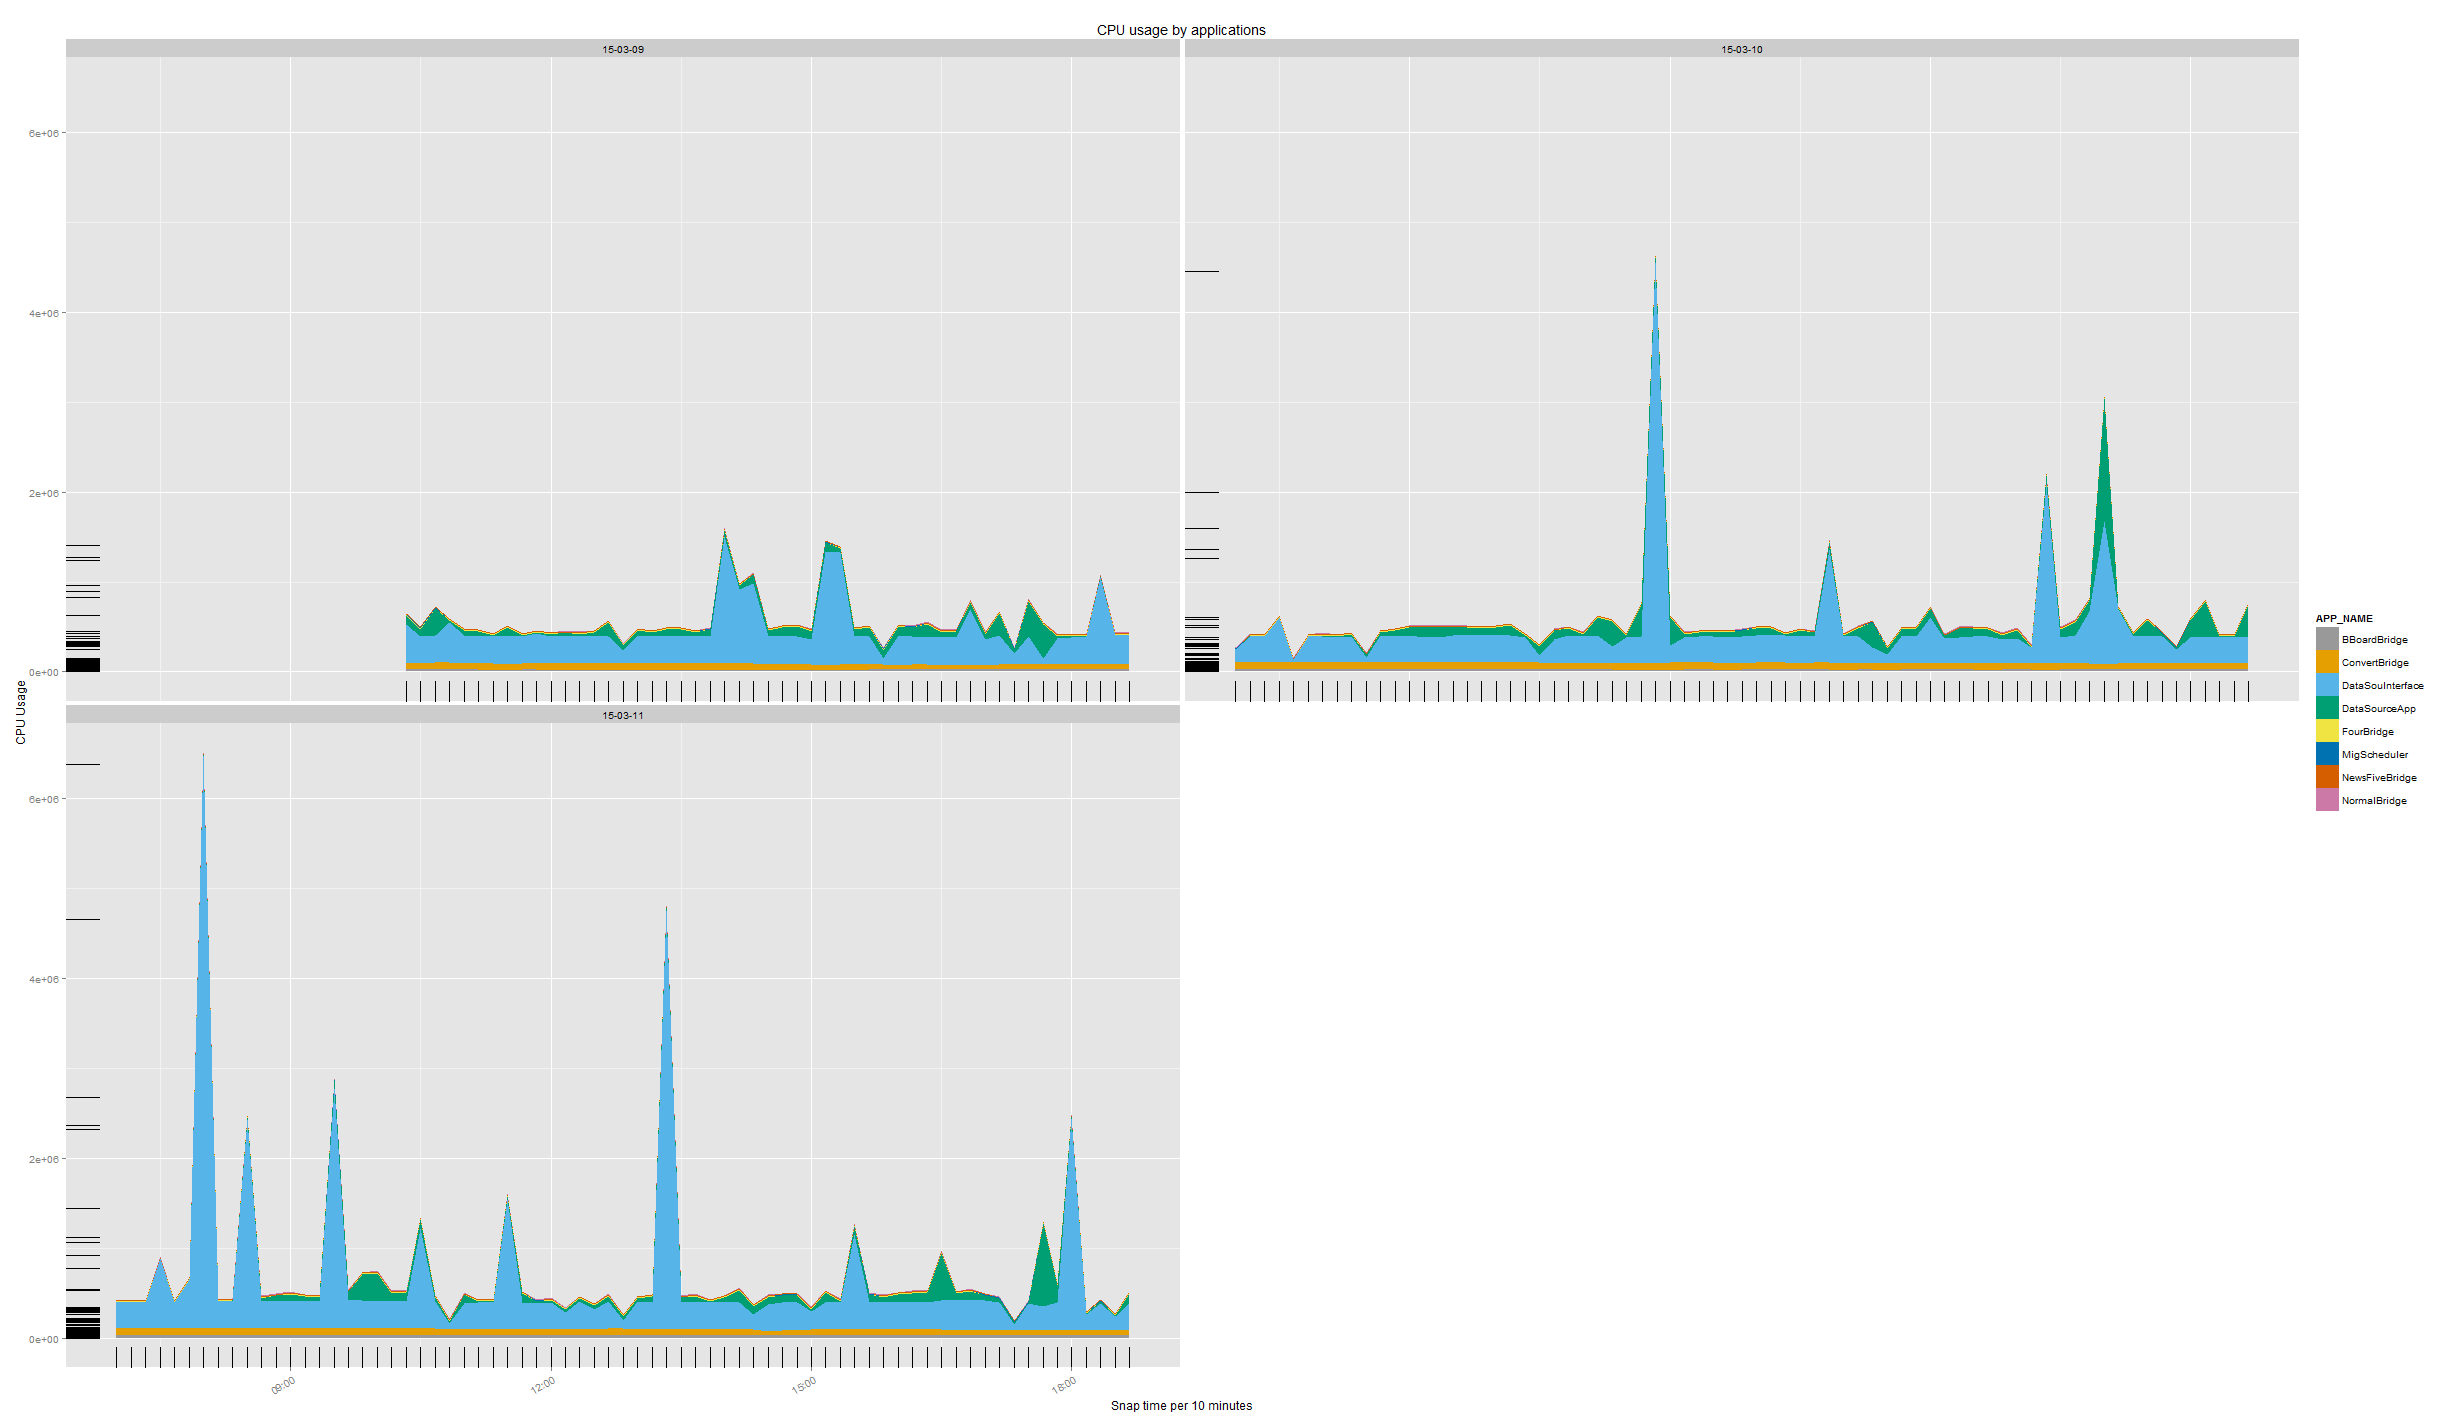 CPU usage by applications
15-03-09
15-03-10
6e+06
4e+06
2e+06
0e+00
15-03-11
6e+06
4e+06
2e+06
0e+00
CPU Usage
09:00
12:00
15:00
18:00
Snap time per 10 minutes
APP_NAME
BBoardBridge
ConvertBridge
DataSouInterface
DataSourceApp
FourBridge
MigScheduler
NewsFiveBridge
NormalBridge